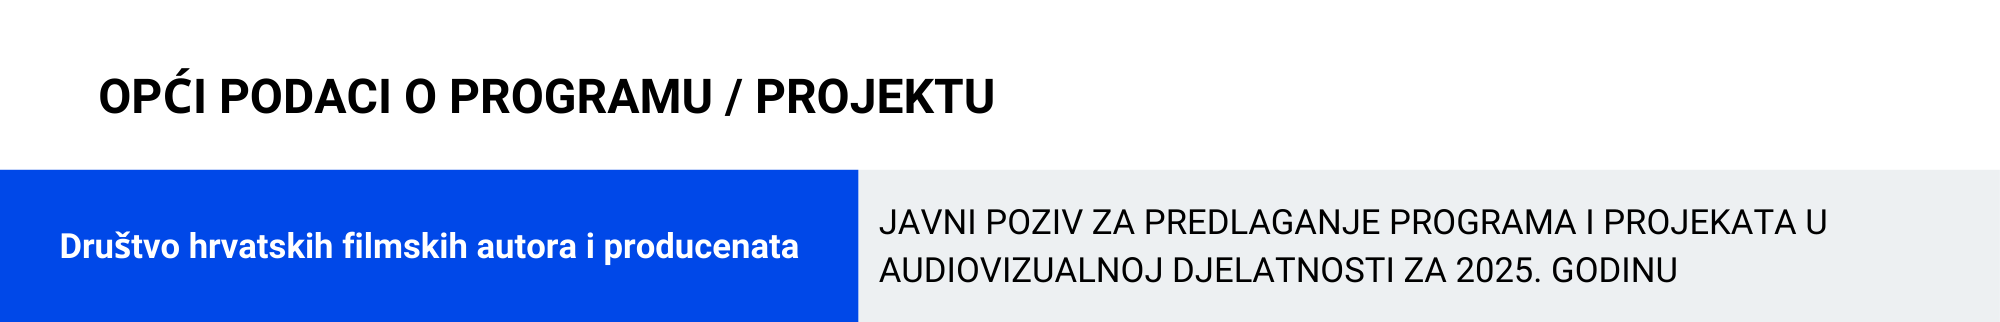 OPĆI PODACI O PROGRAMU / PROJEKTU
Društvo hrvatskih filmskih autora i producenata
JAVNI POZIV ZA PREDLAGANJE PROGRAMA I PROJEKATA U
AUDIOVIZUALNOJ DJELATNOSTI ZA 2025. GODINU